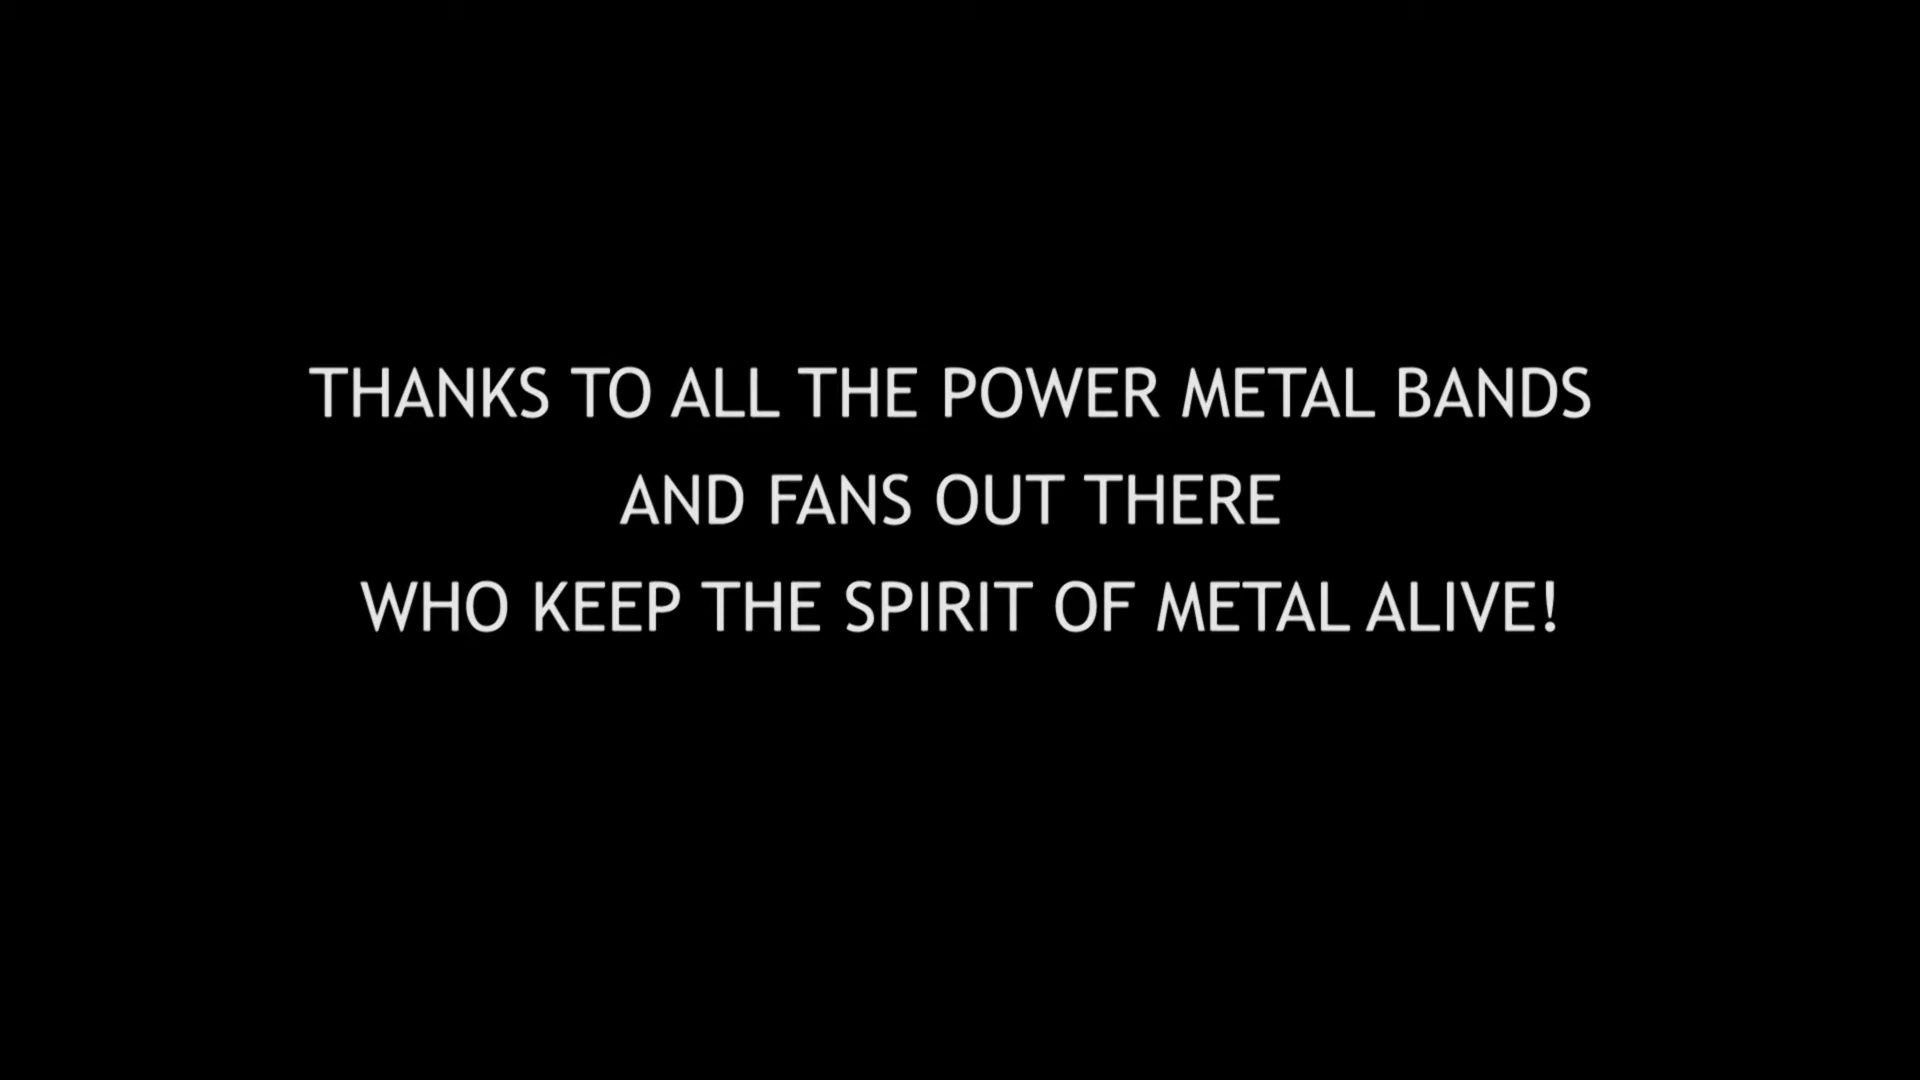 THANKS TO ALL THE POWER METAL BANDS
AND FANS OUT THERE
WHO KEEP THE SPIRIT OF METAL ALIVE!